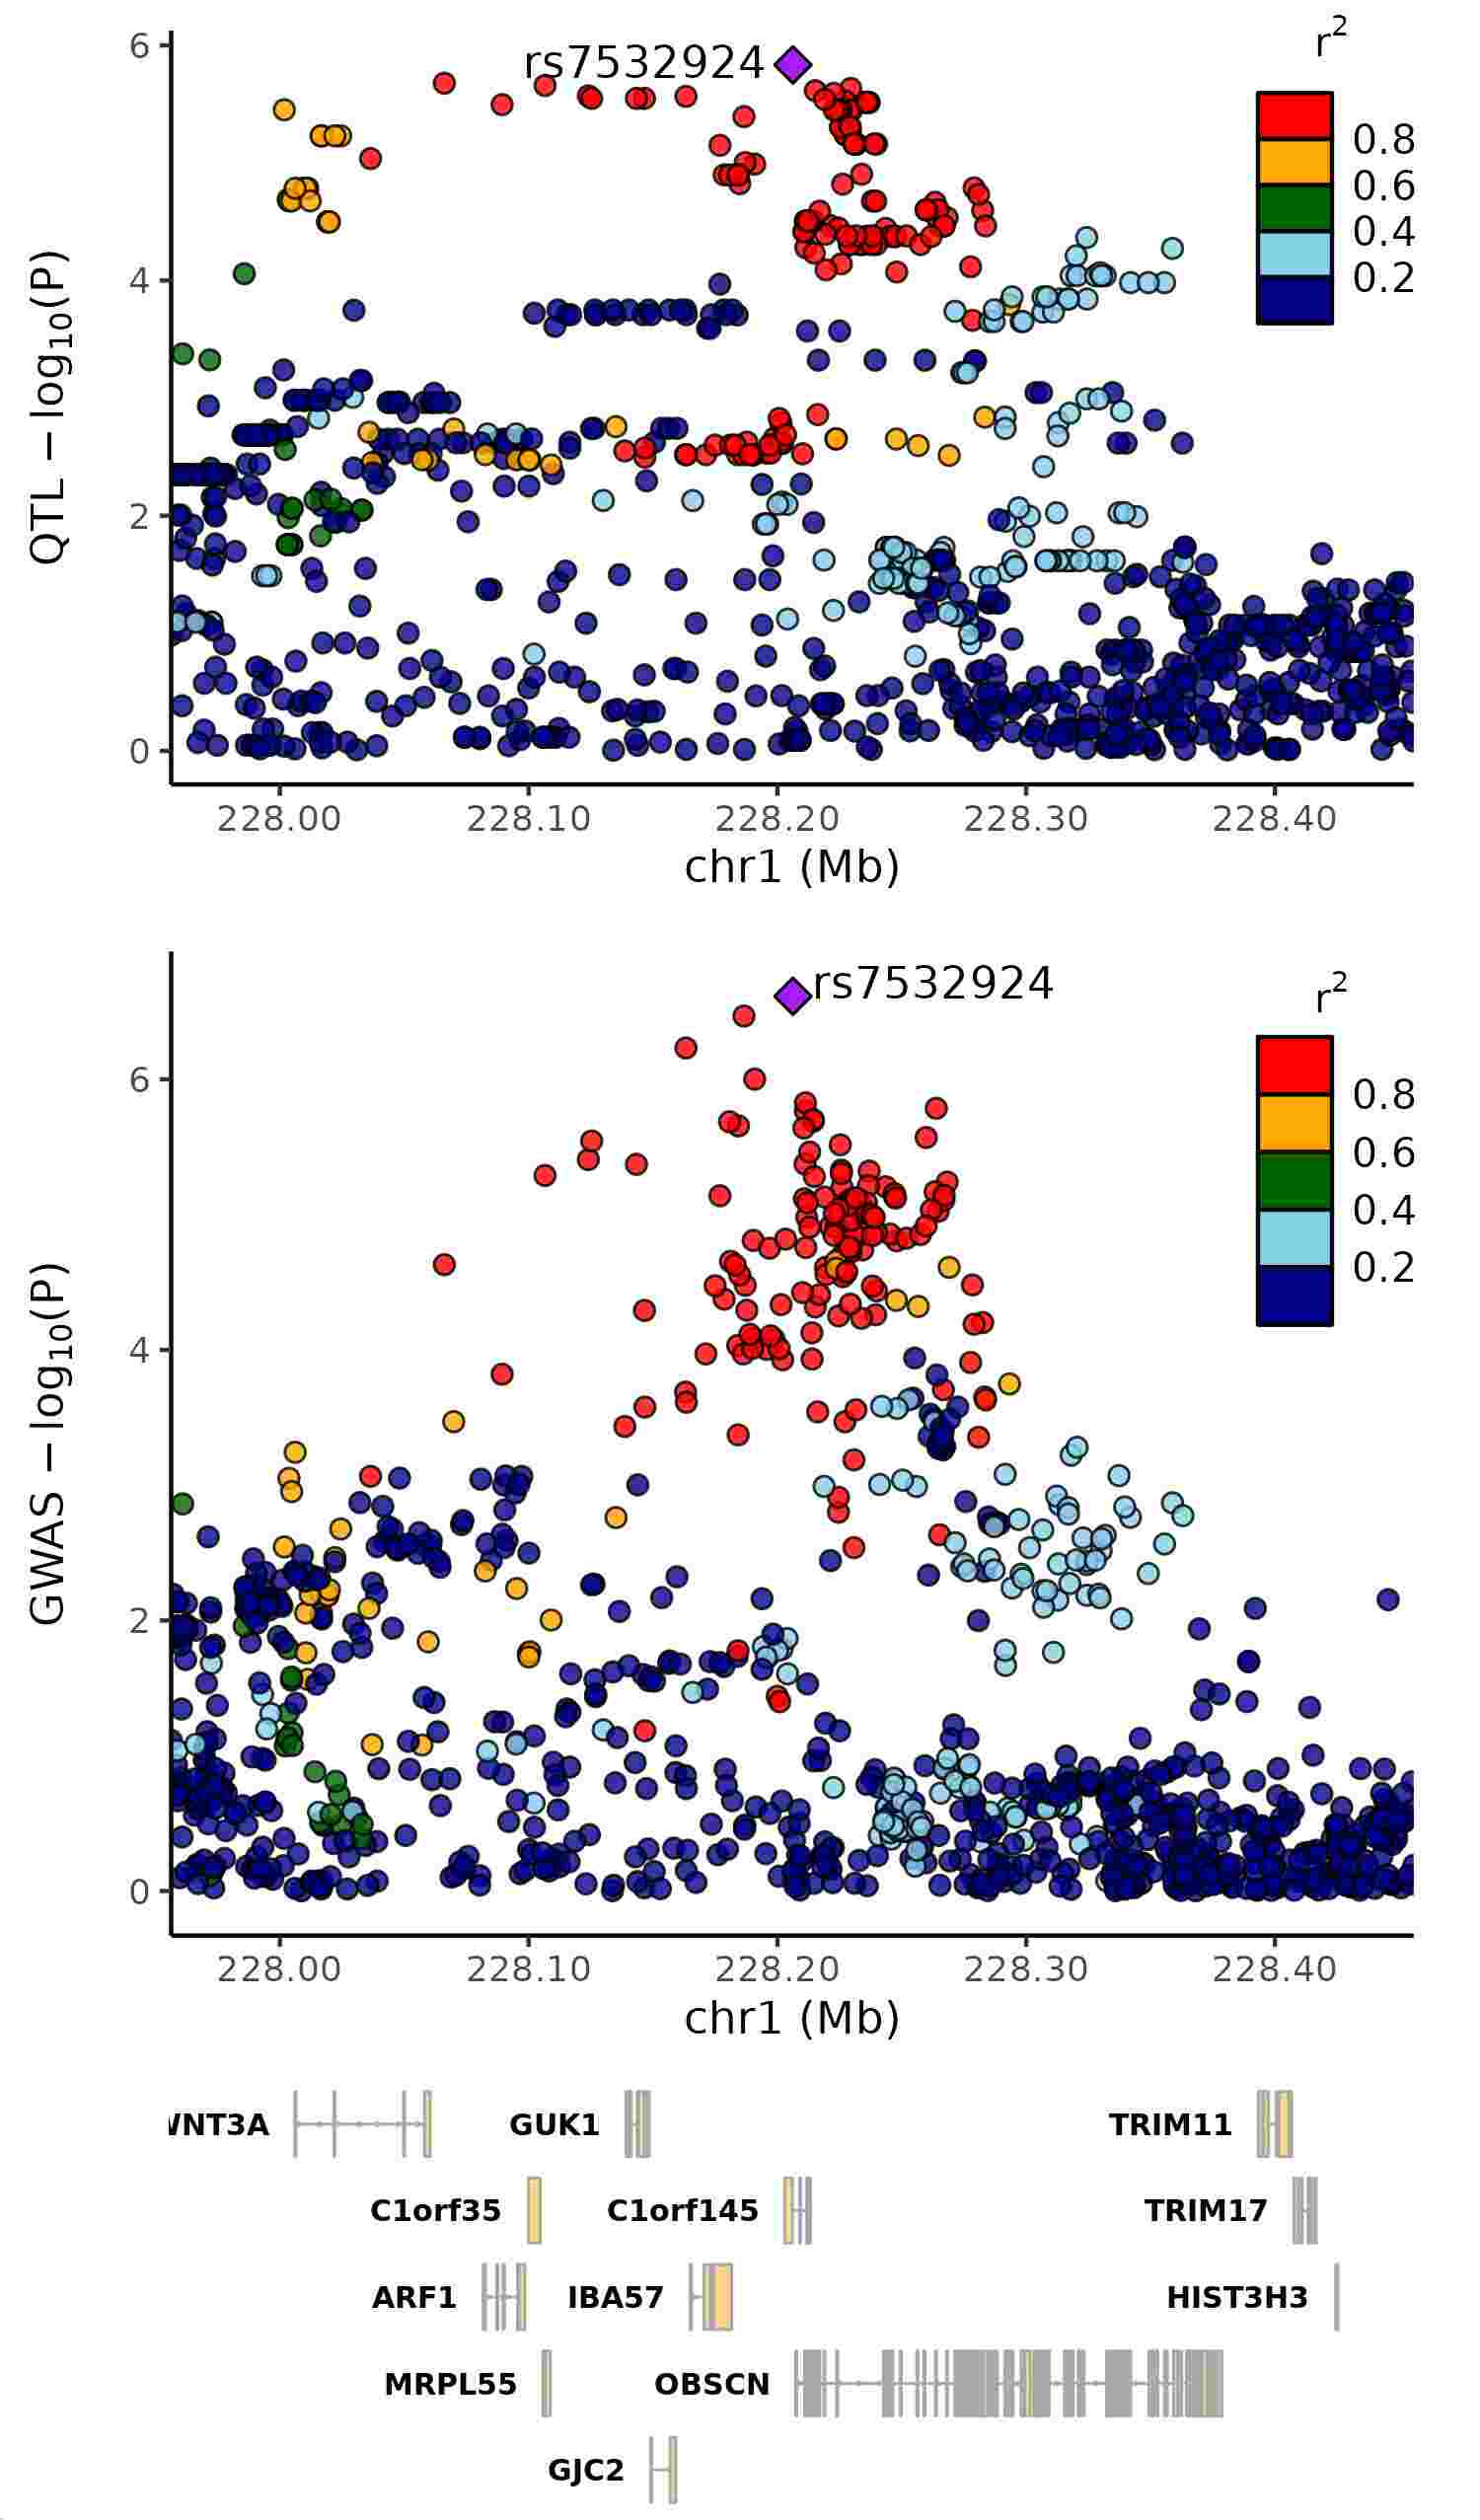 6
rs7532924
r²
0.8
0.6
0.4
0.2
4
2
0
QTL − log₁₀(P)
228.00 228.10 228.20 228.30 228.40
chr1 (Mb)
rs7532924
r²
6
0.8
0.6
0.4
0.2
4
2
0
GWAS − log₁₀(P)
228.00 228.10 228.20 228.30 228.40
chr1 (Mb)
WNT3A GUK1 TRIM11
C1orf35 C1orf145 TRIM17
ARF1 IBA57 HIST3H3
MRPL55 OBSCN
GJC2